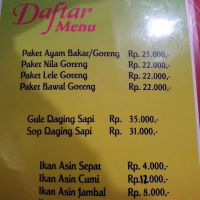 Daftar
Menu
Paket Ayam Bakar/Goreng Rp. 25.000,-
Paket Nila Goreng Rp. 22.000,-
Paket Lele Goreng Rp. 22.000,-
Paket Bawal Goreng Rp. 22.000,-
Gule Daging Sapi Rp. 35.000,-
Sop Daging Sapi Rp. 31.000,-
Ikan Asin Sepat Rp. 4.000,-
Ikan Asin Cumi Rp. 12.000,-
Ikan Asin Jambal Rp. 8.000,-